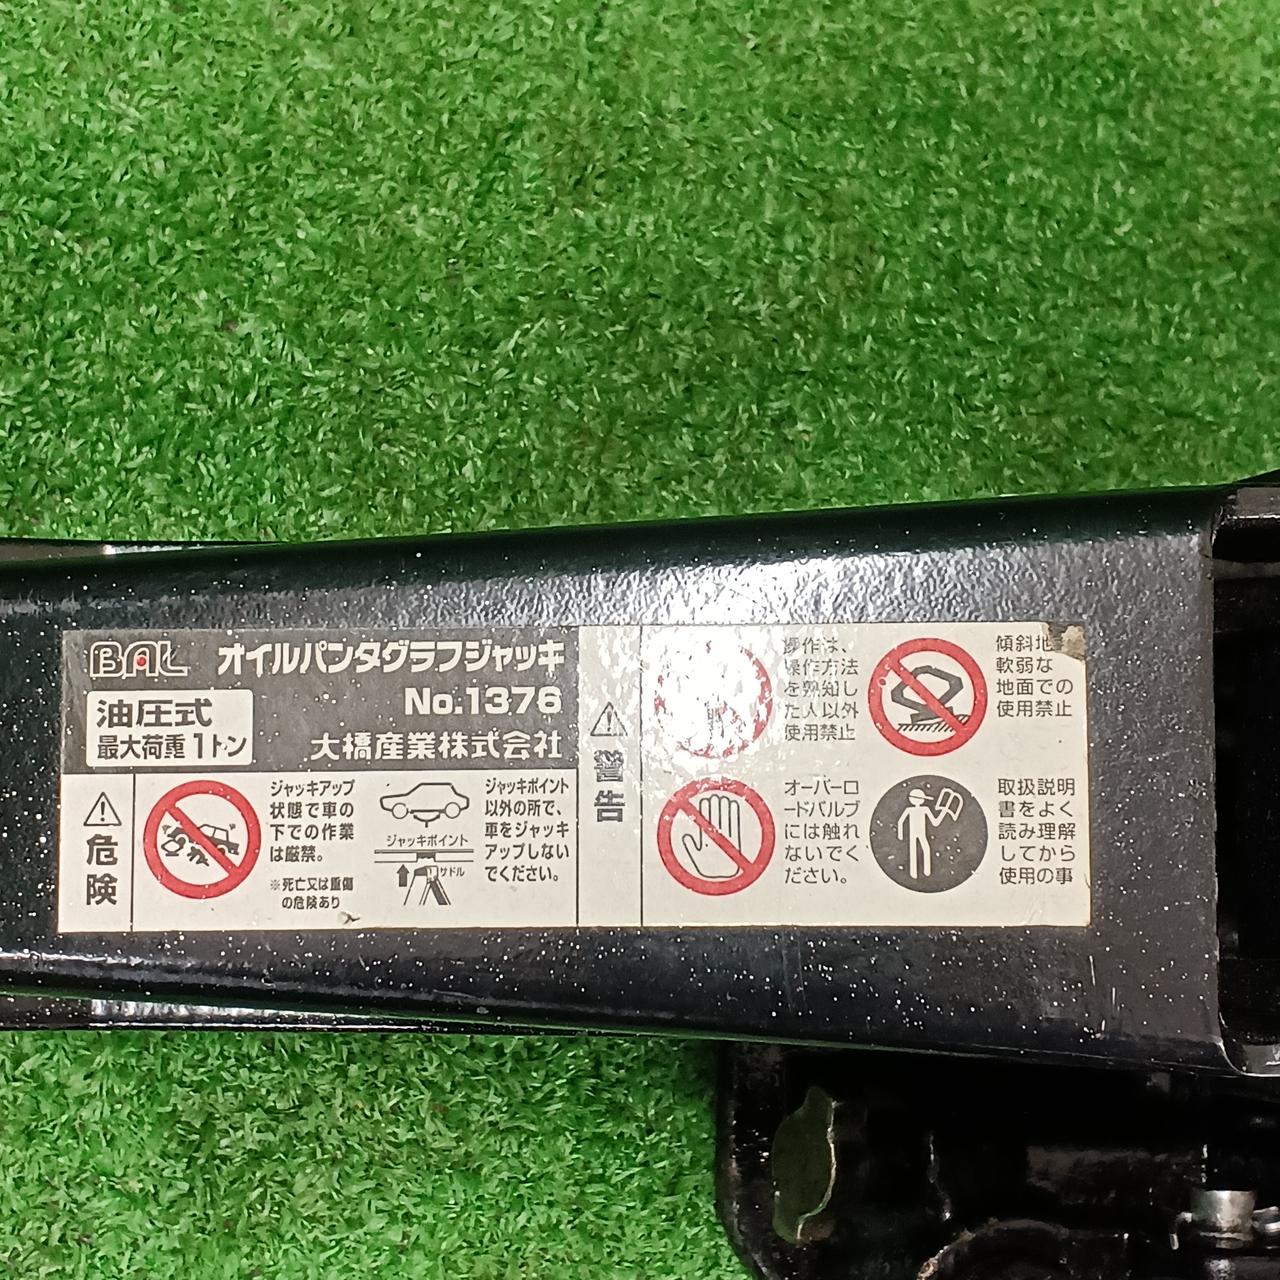 BAL オイルパンタグラフジャッキ
No.1376
油圧式
最大荷重1トン
大橋産業株式会社
危険
ジャッキアップ
状態で車の
下での作業
は厳禁。
※死亡又は重傷
の危険あり
ジャッキポイント
サドル
ジャッキポイント
以外の所で、
車をジャッキ
アップしない
でください。
警告
操作は、
操作方法
を熟知し
た人以外
使用禁止
傾斜地
軟弱な
地面での
使用禁止
オーバーロ
ードバルブ
には触れ
ないでく
ださい。
取扱説明
書をよく
読み理解
してから
使用の事